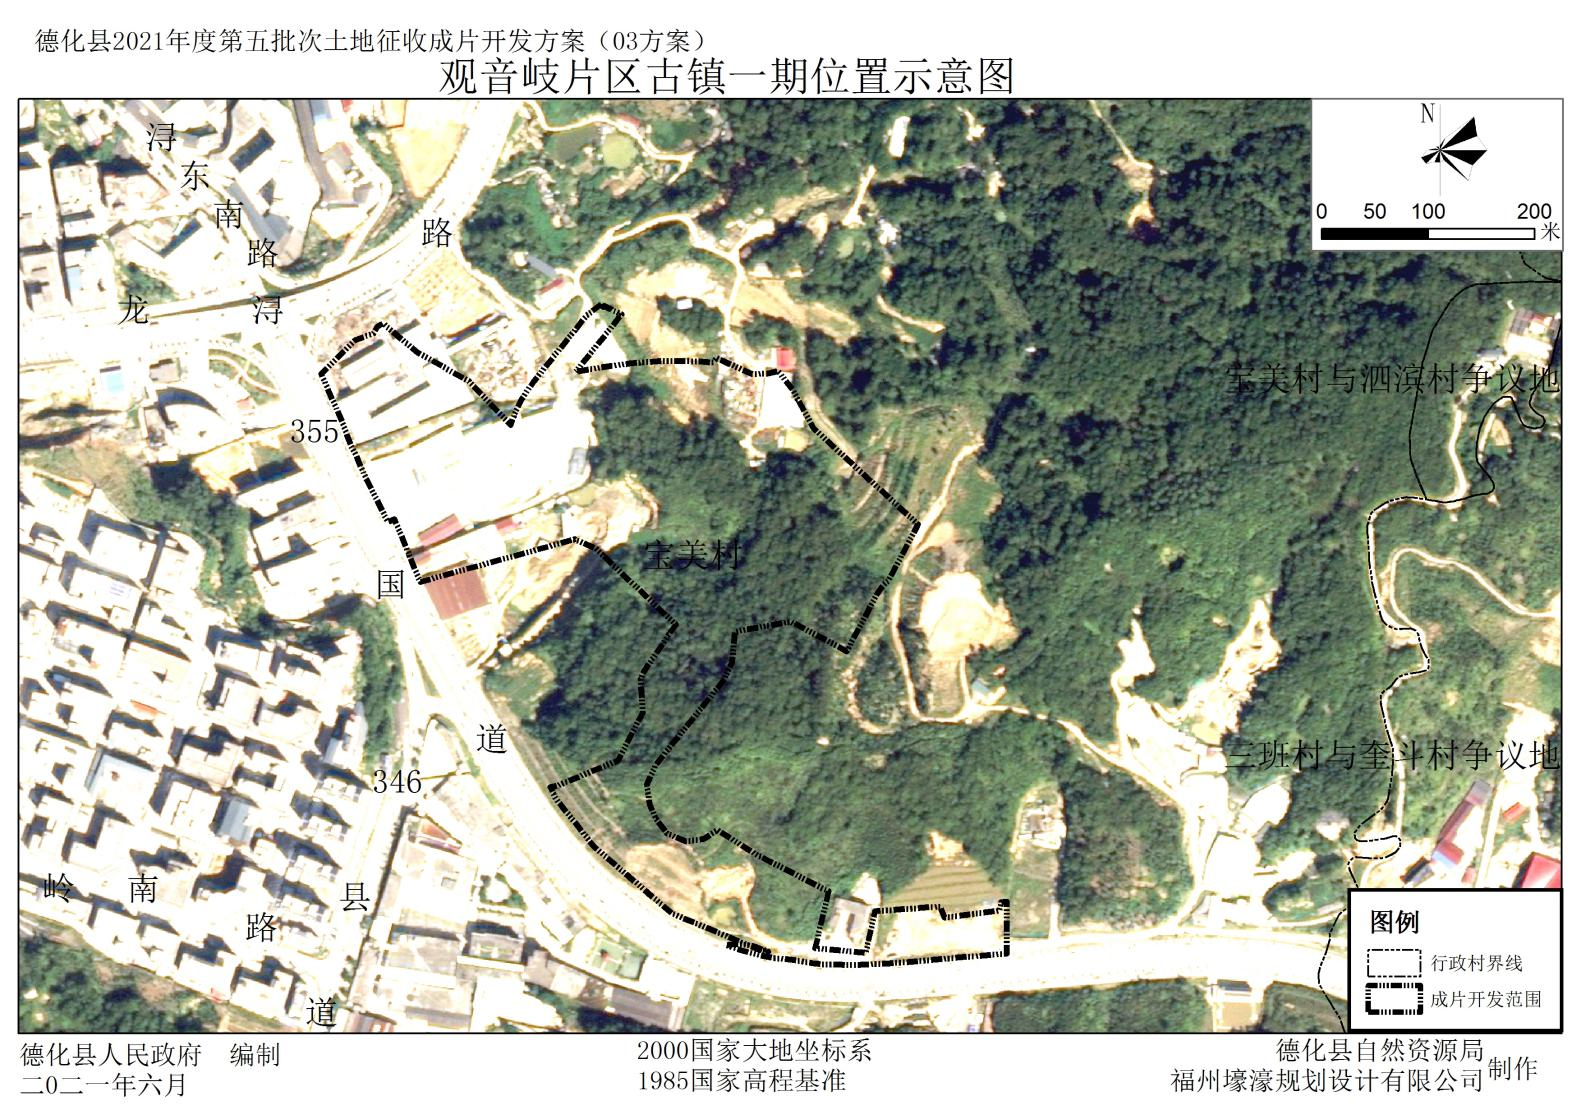 德化县2021年度第五批次土地征收成片开发方案（03方案）
观音岐片区古镇一期位置示意图
N
0 50 100 200
米
浔东南路
龙浔路
355
国道
宝美村
宝美村与泗滨村争议地
三班村与奎斗村争议地
346
县道
岭南路
图例
行政村界线
成片开发范围
德化县人民政府 编制
二〇二一年六月
2000国家大地坐标系
1985国家高程基准
德化县自然资源局
福州壕濠规划设计有限公司
制作